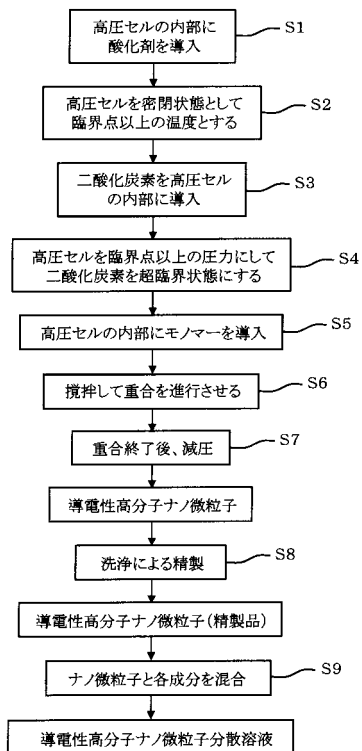 高圧セルの内部に
酸化剤を導入
S1
高圧セルを密閉状態として
臨界点以上の温度とする
S2
二酸化炭素を高圧セル
の内部に導入
S3
高圧セルを臨界点以上の圧力にして
二酸化炭素を超臨界状態にする
S4
高圧セルの内部にモノマーを導入
S5
撹拌して重合を進行させる
S6
重合終了後、減圧
S7
導電性高分子ナノ微粒子
洗浄による精製
S8
導電性高分子ナノ微粒子(精製品)
ナノ微粒子と各成分を混合
S9
導電性高分子ナノ微粒子分散溶液